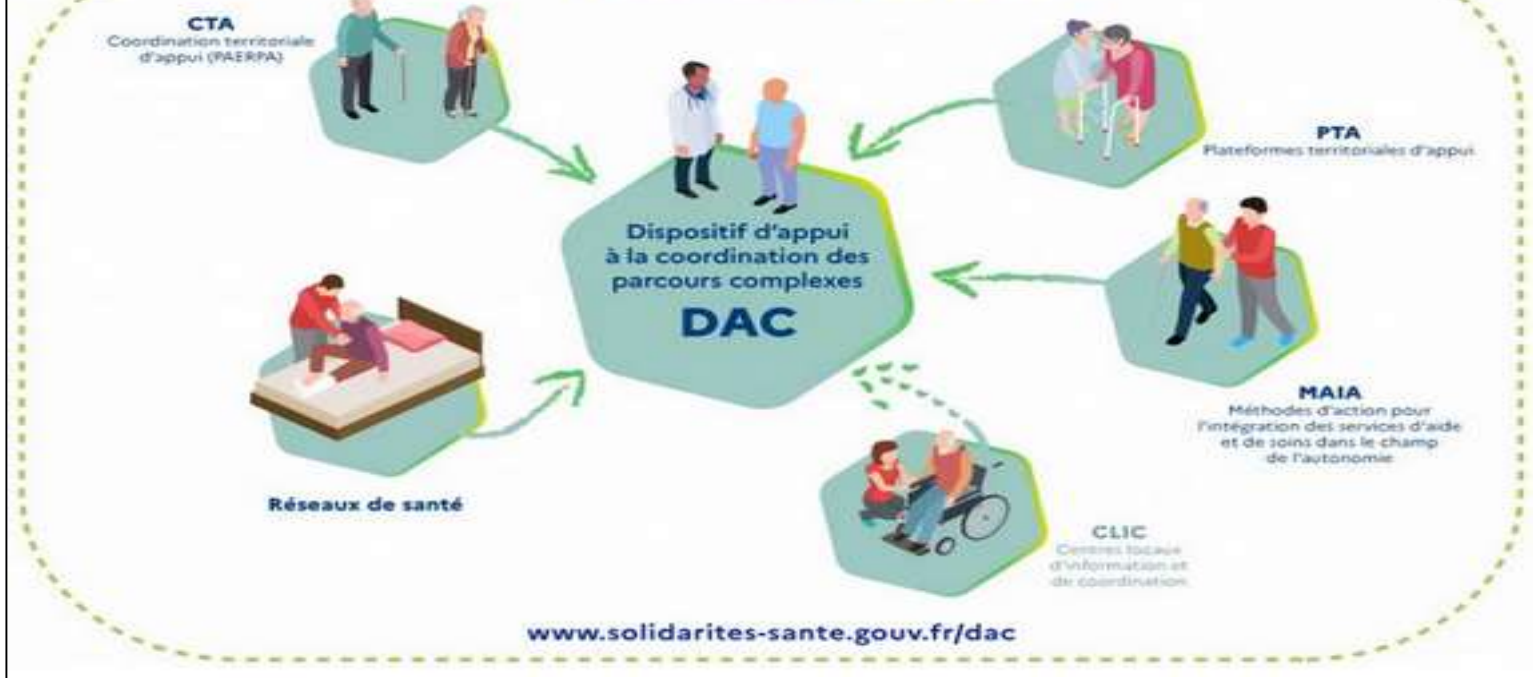 CTA
Coordination territoriale
d'appui (PAERPA)
PTA
Plateformes territoriales d'appui
Dispositif d'appui
à la coordination des
parcours complexes
DAC
MAIA
Méthodes d'action pour
l'intégration des services d'aide
et de soins dans le champ
de l'autonomie
Réseaux de santé
CLIC
Centres locaux
d'information et
de coordination
www.solidarites-sante.gouv.fr/dac